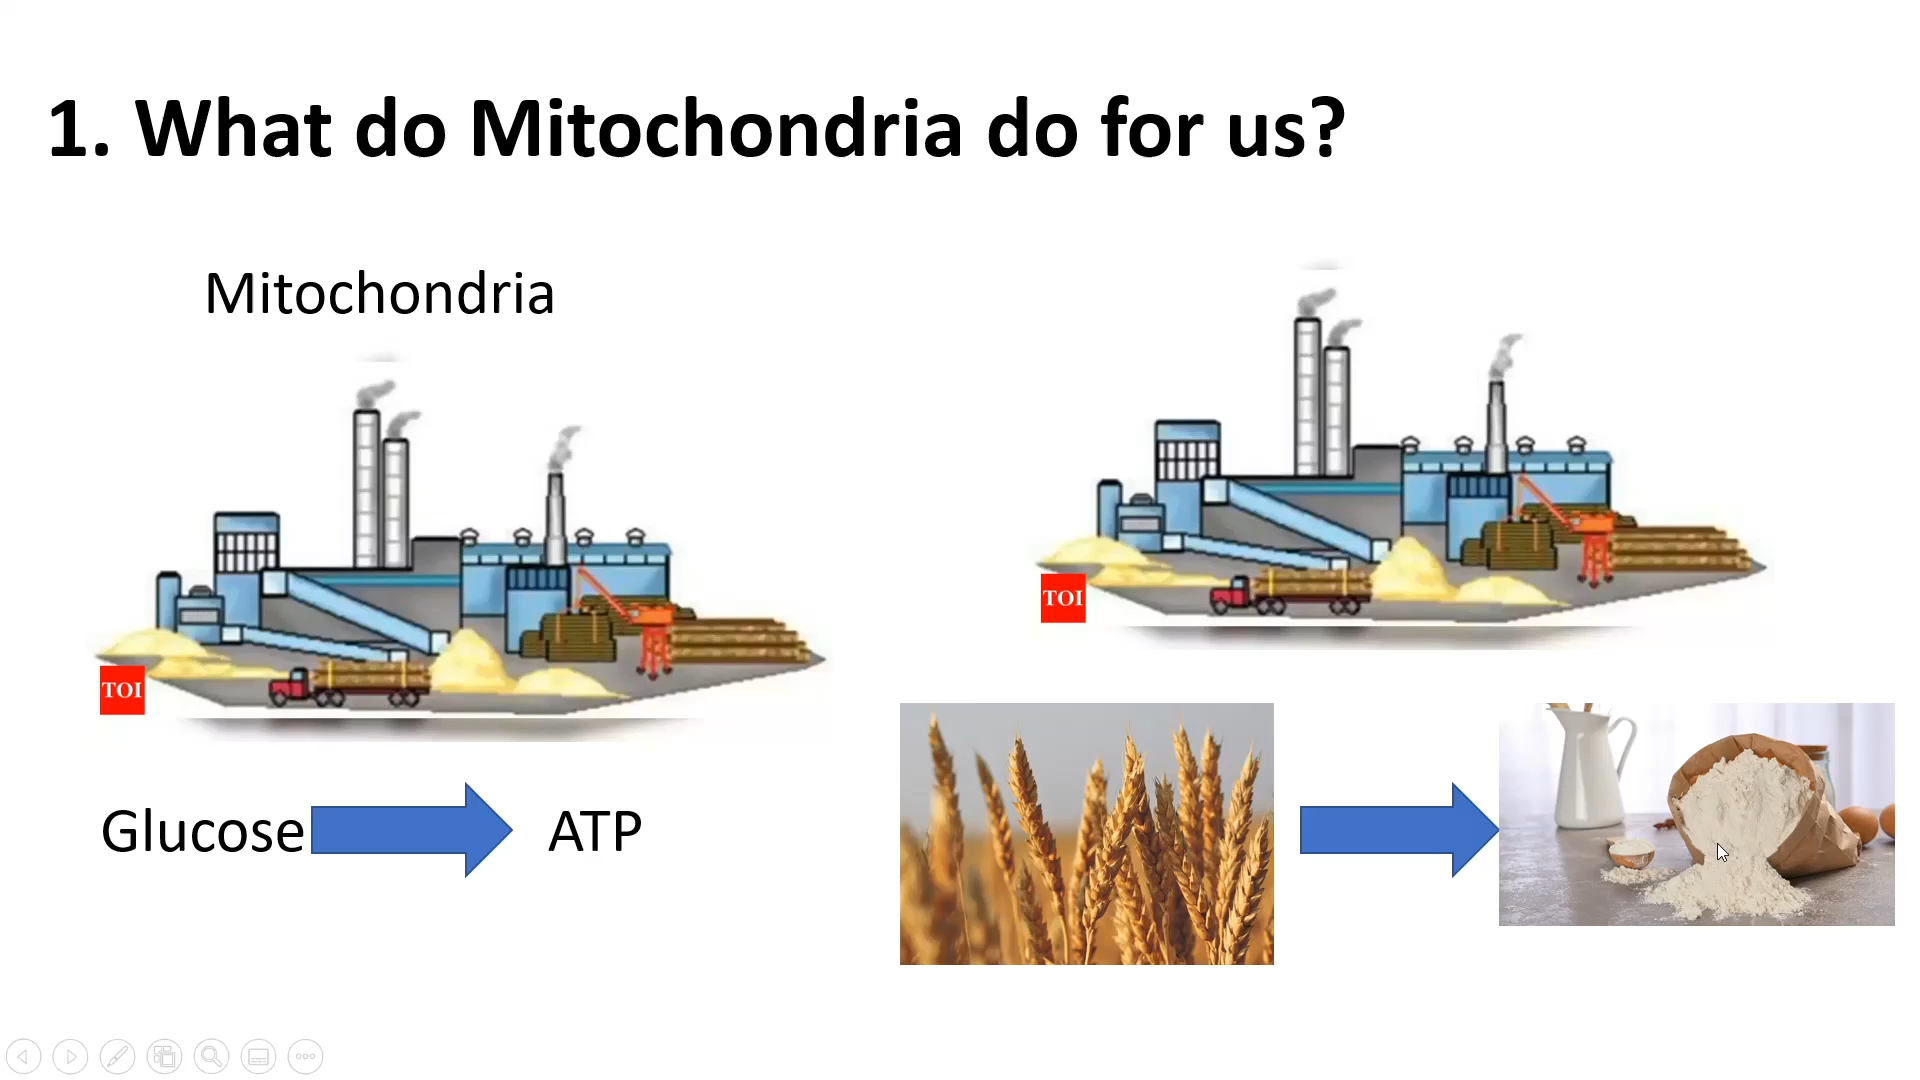 1. What do Mitochondria do for us?
Mitochondria
TOI
TOI
Glucose
ATP